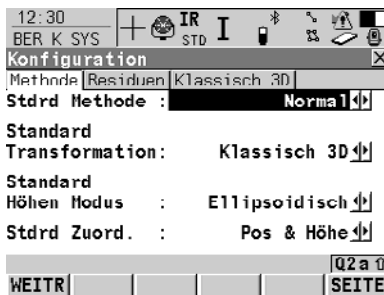 12:30
IR
STD
BER K SYS
Konfiguration
Methode Residuen Klassisch 3D
Stdrd Methode : Normal
Standard
Transformation: Klassisch 3D
Standard
Höhen Modus : Ellipsoidisch
Stdrd Zuord. : Pos & Höhe
Q2a
WEITR SEITE